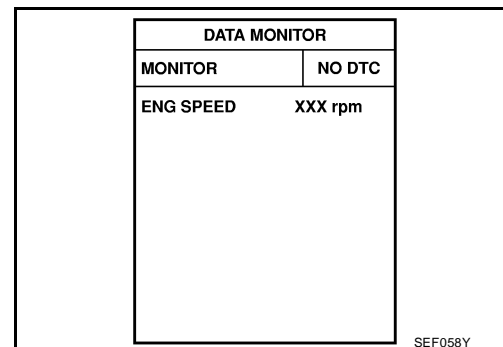 DATA MONITOR
MONITOR NO DTC
ENG SPEED XXX rpm
SEF058Y